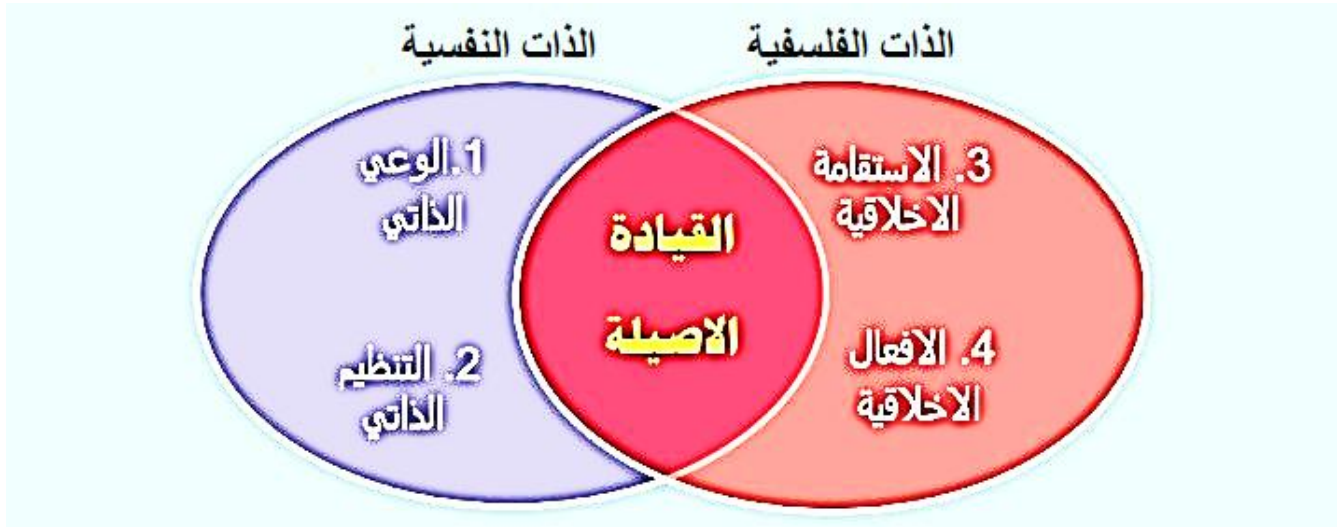 الذات الفلسفية
الذات النفسية
3. الاستقامة
الاخلاقية
4. الافعال
الاخلاقية
القيادة
الاصيلة
1.الوعي
الذاتي
2. التنظيم
الذاتي